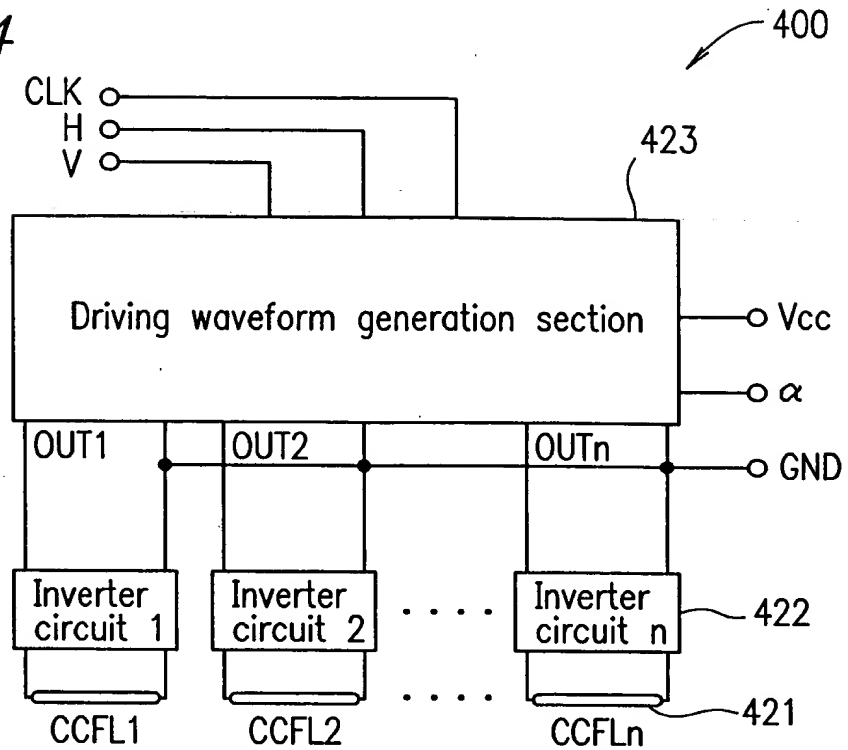 4
400
CLK
H
V
423
Driving waveform generation section
Vcc
α
OUT1
OUT2
OUTn
GND
Inverter
circuit 1
Inverter
circuit 2
. . . .
Inverter
circuit n
422
. . . .
421
CCFL1
CCFL2
CCFLn